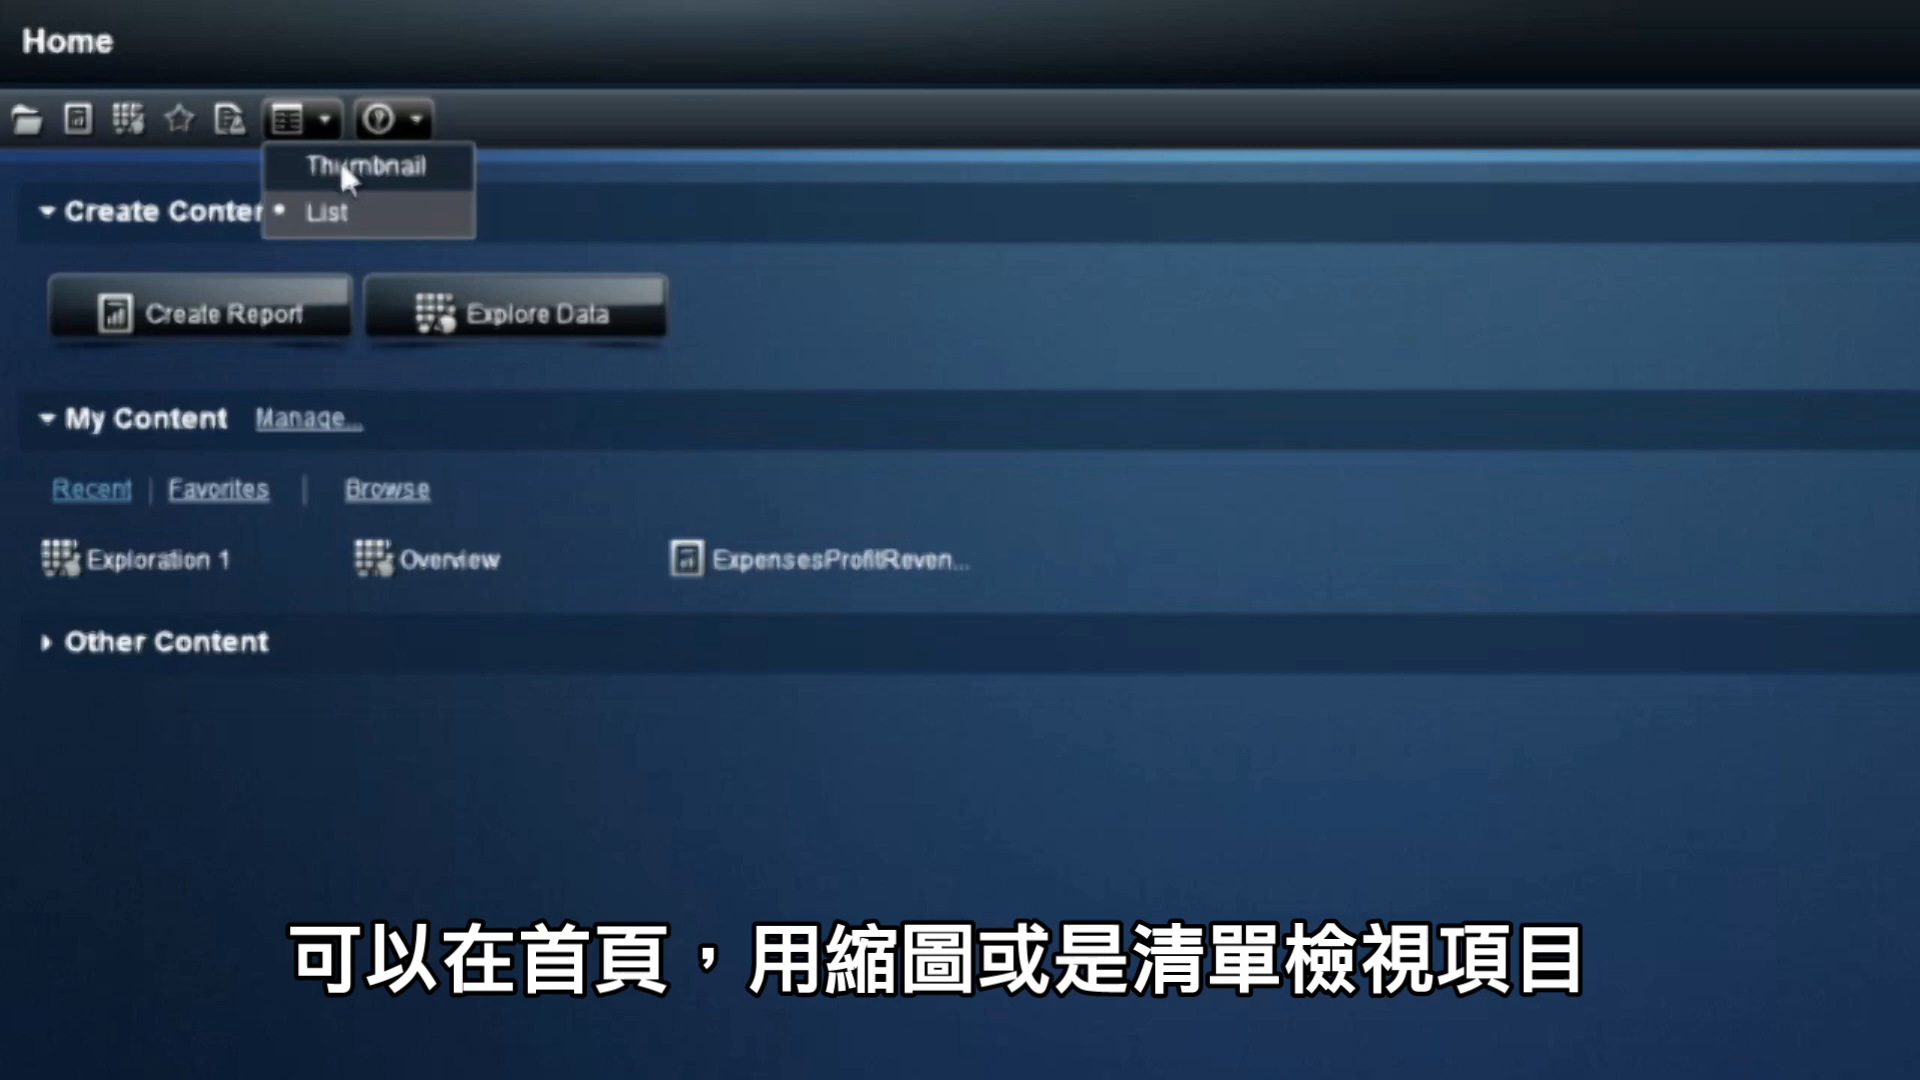 Home
Thumbnail
List
Create Conten
Create Report
Explore Data
My Content Manage...
Recent | Favorites | Browse
Exploration 1
Overview
ExpensesProfitReven...
Other Content
可以在首頁，用縮圖或是清單檢視項目